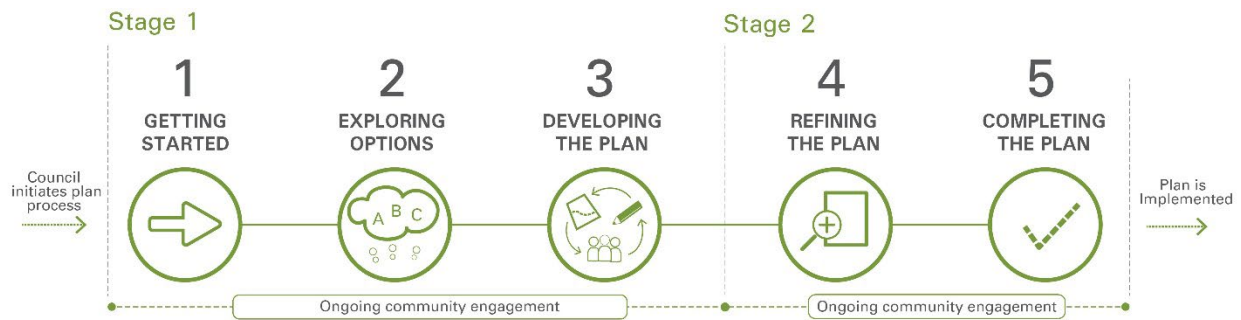 Stage 1
Stage 2
1
GETTING
STARTED
2
EXPLORING
OPTIONS
3
DEVELOPING
THE PLAN
4
REFINING
THE PLAN
5
COMPLETING
THE PLAN
Council
initiates plan
process
A B C
Plan is
Implemented
Ongoing community engagement
Ongoing community engagement